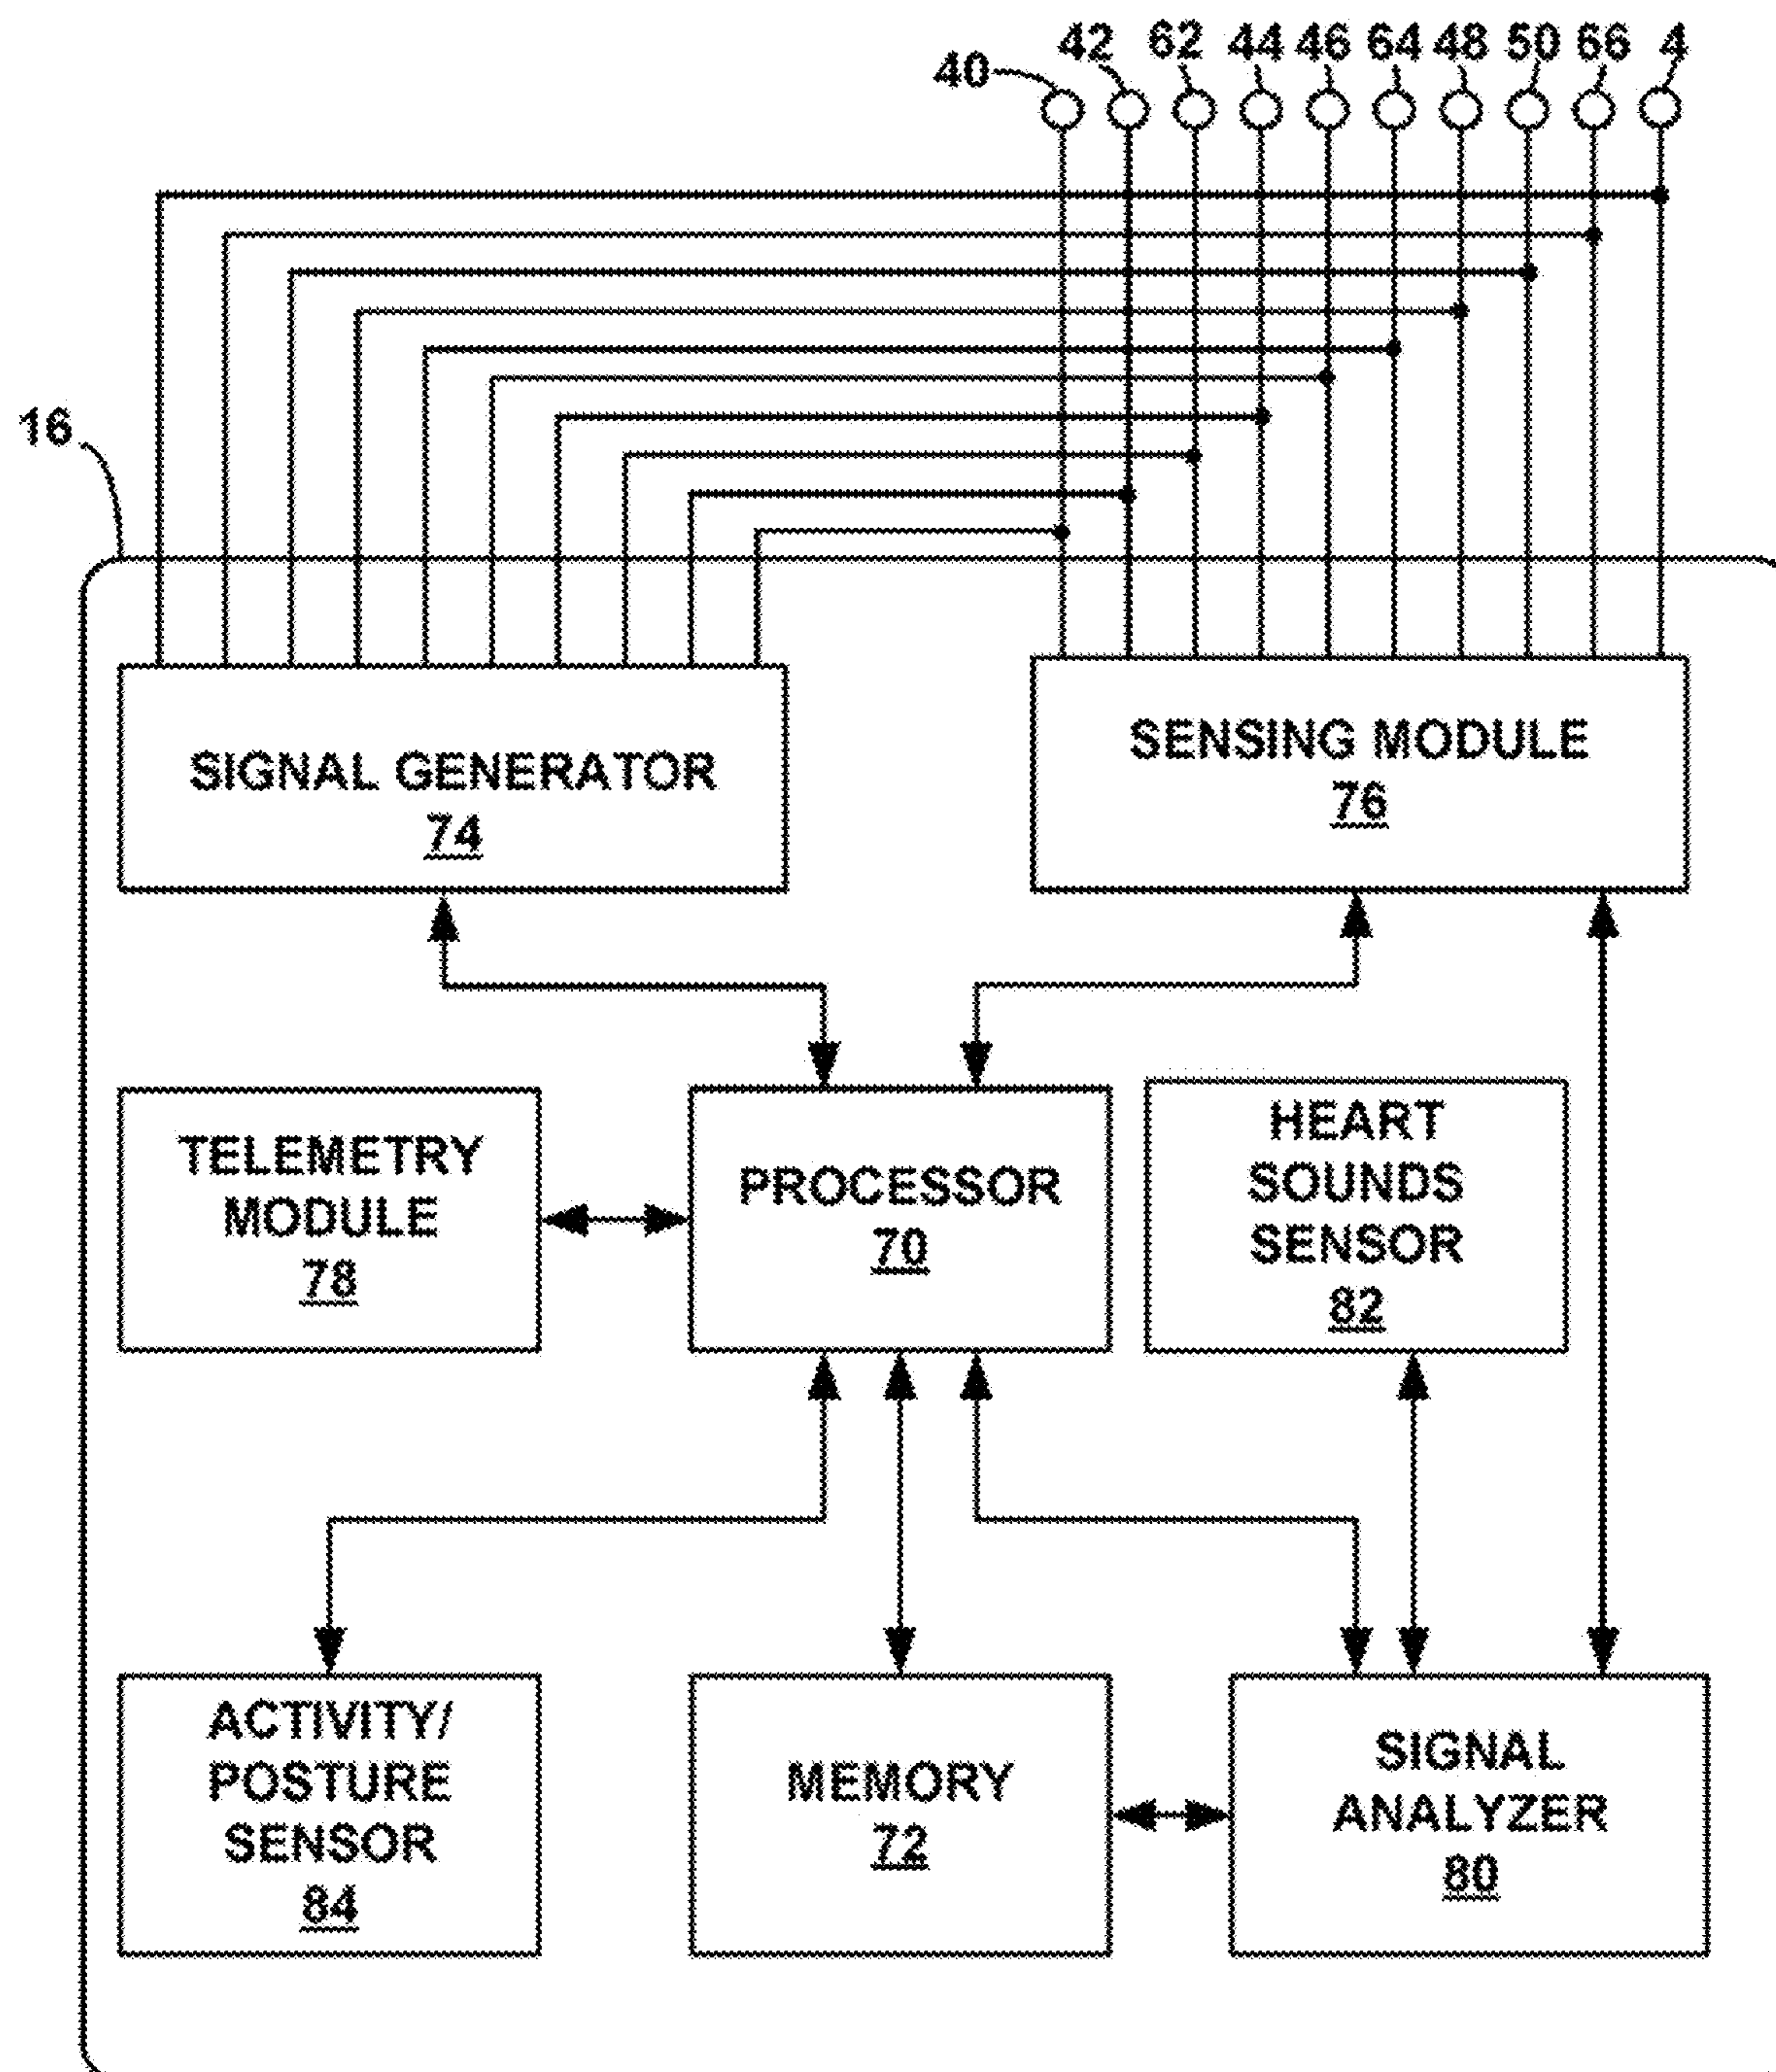 40 42 62 44 46 64 48 50 66 4
16
SIGNAL GENERATOR
74
SENSING MODULE
76
TELEMETRY
MODULE
78
PROCESSOR
70
HEART
SOUNDS
SENSOR
82
ACTIVITY/
POSTURE
SENSOR
84
MEMORY
72
SIGNAL
ANALYZER
80